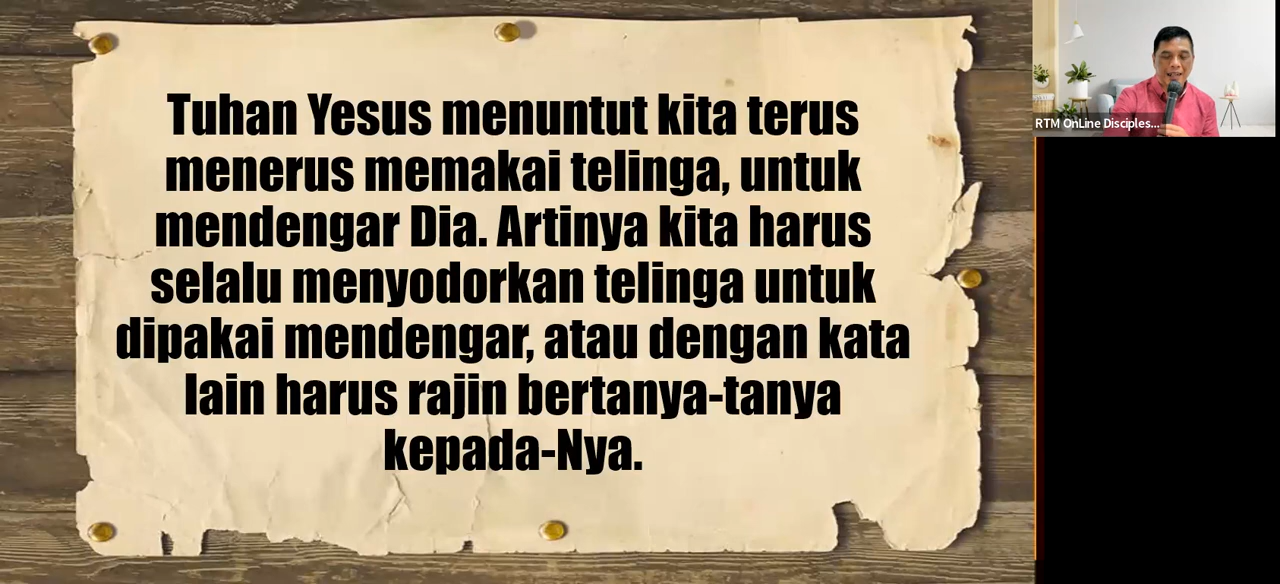 Tuhan Yesus menuntut kita terus
menerus memakai telinga, untuk
mendengar Dia. Artinya kita harus
selalu menyodorkan telinga untuk
dipakai mendengar, atau dengan kata
lain harus rajin bertanya-tanya
kepada-Nya.
RTM OnLine Disciples...